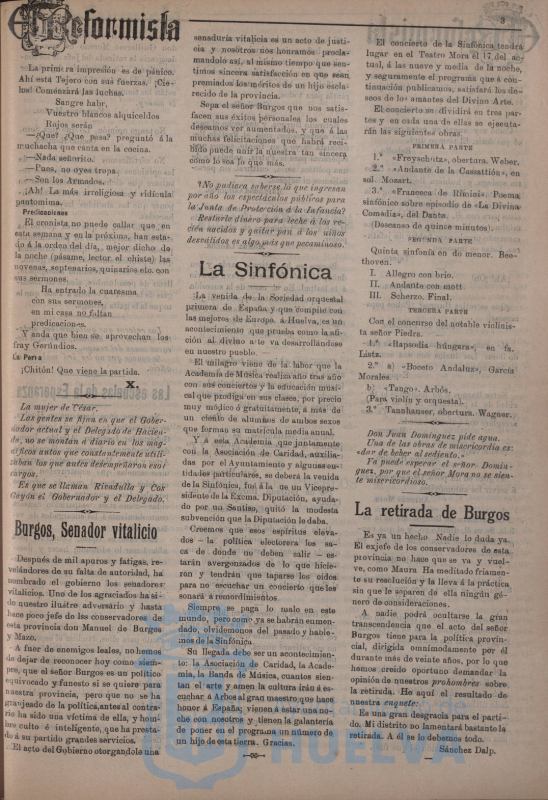 Reformista
3
La primera impresión es de pánico.
Ahí está Tejero con sus fuerzas. ¡Cie-
los! Comenzará las luchas.
Sangre habr,
Vuestro blancos alquiceldos
Rojos serán
—¿Qué? ¿Qué pasa? preguntó á la
muchacha que canta en la cocina.
—Nada señorito.
—Pues, no oyes tropa
—Son los Armados.
¡Ah! La más irreligiosa y ridícula
pantomima.
Predicaciones
El cronista no puede callar que, en
esta semana y en la próxima, han esta-
do á la orden del día, mejor dicho de
la noche (pásame, lector el chiste) las
novenas, septenarios, quinarios etc. con
sus sermones.
Ha entrado la cuaresma
con sus sermones,
en mi casa no faltan
predicaciones.
Y anda que bien se aprovechan los
fray Gerúndios.
La Perra
¡Chitón! Que viene la partida.
X.
La mujer de César.
Las gentes se fijan en que el Gober-
nador actual y el Delegado de Hacien-
da, no se montan á diario en los mag-
níficos autos que constantemente utili-
zaban los que antes desempeñaron esos
cargos.
Es que se llaman Rivadulla y Cox
Gayón el Gobernador y el Delegado.
Burgos, Senador vitalicio
Después de mil apuros y fatigas, re-
velándores de su falta de autoridad, ha
nombrado el gobierno los senadores
vitalicios. Uno de los agraciados ha si-
do nuestro ilustre adversario y hasta
hace poco jefe de los conservadores de
esta provincia don Manuel de Burgos
y Mazo.
A fuer de enemigos leales, no hemos
de dejar de reconocer hoy como siem-
pre, que el señor Burgos es un político
equivocado y funesto si se quiere para
nuestra provincia, pero que no se ha
granjeado de la política, antes al contra-
rio ha sido una víctima de ella, y hom-
bre culto é inteligente, que ha presta-
do á su partido grandes servicios.
El acto del Gobierno otorgándole una
senaduría vitalicia es un acto de justi-
cia y nosotros nos honramos procla-
mandolo así, al mismo tiempo que sen-
timos sincera satisfacción en que sean
premiados los méritos de un hijo escla-
recido de la provincia.
Sepa el señor Burgos que nos satis-
facen sus éxitos personales los cuales
deseamos ver aumentados, y que á las
muchas felicitaciones que habrá reci-
bido puede unir la nuestra tan sincera
como la que más.
¿No pudiera saberse lo que ingresan
por año los espectáculos públicos para
la Junta de Protección á la Infancia?
Restarle dinero para leche á los re-
cién nacidos y quitar pan á los niños
desválidos es algo más que pecaminoso.
La Sinfónica
La venida de la Sociedad orquestal
primera de España y que compite con
las mejores de Europa, á Huelva, es un
acontecimiento que prueba como la afi-
ción al divino arte va desarrollándose
en nuestro pueblo.
El milagro viene de la labor que la
Academia de Música realiza año tras año
con sus conciertos y la educación musi-
cal que prodiga en sus clases, por precio
muy módico ó gratuitamente, á más de
un ciento de alumnos de ambos sexos
que forman su matrícula media anual.
Y á esta Academia que juntamente
con la Asociación de Caridad, auxilia-
das por el Ayuntamiento y algunas en-
tidades particulares, se deberá la venida
de la Sinfónica, fué á la que un Vicepre-
sidente de la Excma. Diputación, ayuda-
do por no Santiso, quitó la modesta
subvención que la Diputación le daba.
Creemos que esos espíritus eleva-
dos — la política electorera los sa-
ca de donde no deben salir — es-
tarán avergonzados de lo que hicie-
ron y tendrán que taparse los oídos
para no escuchar un concierto que les
sonará á remordimientos.
Siempre se paga lo malo en este
mundo, pero como ya se habrán enmen-
dado, olvidémonos del pasado y hable-
mos de la Sinfónica
Su llegada debe ser un acontecimien-
to: la Asociación de Caridad, la Acade-
mia, la Banda de Música, cuantos sien-
tan el arte y amen la cultura irán á es-
cuchar á Arbós al gran maestro que hace
honor á España; vienen á estar una no-
che con nosotros y tienen la galantería
de poner en el programa un número de
un hijo de esta tierra. Gracias.
El concierto de la Sinfónica tendrá
lugar en el Teatro Mora el 17 del ac-
tual, á las nueve y media de la noche,
y seguramente el programa que á con-
tinuación publicamos, satisfará los de-
seos de los amantes del Divino Arte.
El concierto se dividirá en tres par-
tes y en cada una de ellas se ejecuta-
rán las siguientes obras.
PRIMERA PARTE
1.º «Freyschutz», obertura. Weber.
2.º «Andante de la Cassattión», en
sol. Mozart.
3.º «Francesca de Rimini». Poema
sinfónico sobre episodio de «La Divina
Comedia», del Dante.
(Descanso de quince minutos)
SEGUNDA PARTE
Quinta sinfonía en do menor. Bee-
thoven.
I. Allegro con brio.
II. Andante con mott
III. Scherzo. Final.
TERCERA PARTE
Con el concurso del notable violinis-
ta señor Piedra.
1.º «Rapsodia húngara», en fa.
Listz.
2.º a) «Boceto Andaluz», García
Morales.
b) «Tango». Arbós.
(Para violín y orquesta).
3.º Tannhauser, obertura. Wagner.
Don Juan Domínguez pide agua.
Una de las obras de misericordia es:
«dar de beber al sediento.»
Ya puede esperar el señor Domín-
guez, por que el señor Mora no se sien-
te misericordioso.
La retirada de Burgos
Es ya un hecho. Nadie lo duda ya.
El exjefe de los conservadores de esta
provincia no hace que se va y vuel-
ve, como Maura. Ha meditado friamen-
te su resolución y la lleva á la práctica
sin que le separen de ella ningún gé-
nero de consideraciones.
A nadie podrá ocultarse la gran
transcendencia que el acto del señor
Burgos tiene para la política provin-
cial, dirigida omnímodamente por él
durante más de veinte años, por lo que
hemos creido oportuno demandar la
opinión de nuestros prohombres sobre
la retirada. He aquí el resultado de
nuestra enquete:
Es una gran desgracia para el parti-
do. Mi distrito no lamentará bastante la
retirada. A él se lo debemos todo.
Sánchez Dalp.
HUELVA